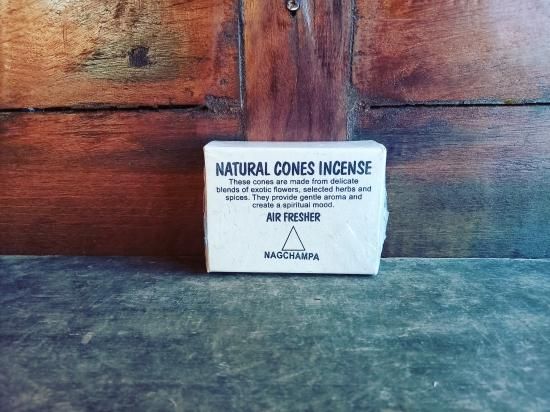 NATURAL CONES INCENSE
These cones are made from delicate
blends of exotic flowers, selected herbs and
spices. They provide gentle aroma and
create a spiritual mood.
AIR FRESHER
NAGCHAMPA